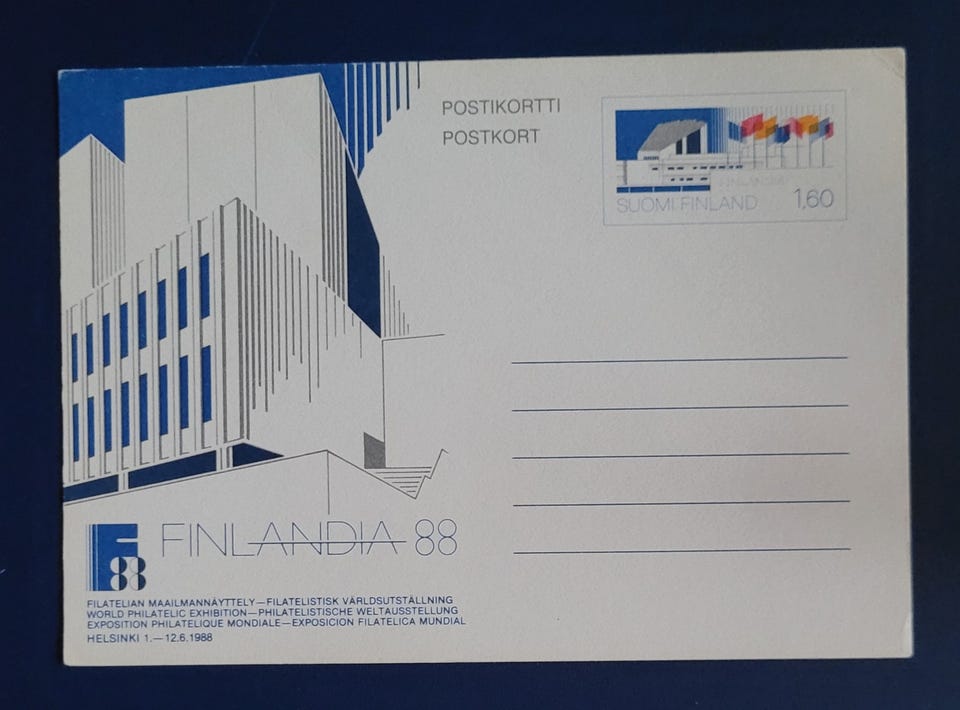 POSTIKORTTI
POSTKORT
FINLANDIA
SUOMI FINLAND 1,60
F
88
FINLANDIA 88
FILATELIAN MAAILMANNÄYTTELY—FILATELISTISK VÄRLDSUTSTÄLLNING
WORLD PHILATELIC EXHIBITION—PHILATELISTISCHE WELTAUSSTELLUNG
EXPOSITION PHILATELIQUE MONDIALE—EXPOSICION FILATELICA MUNDIAL
HELSINKI 1.—12.6.1988